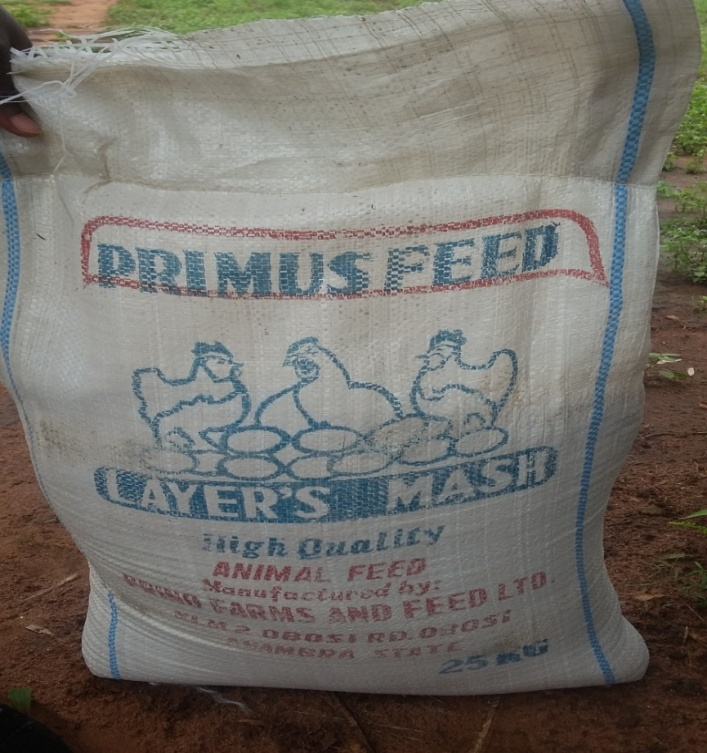 PRIMUS FEED
LAYER'S MASH
High Quality
ANIMAL FEED
Manufactured by:
FARMS AND FEED LTD.
2 OBOSI RD. OBOSI
ANAMBRA STATE
25 KG